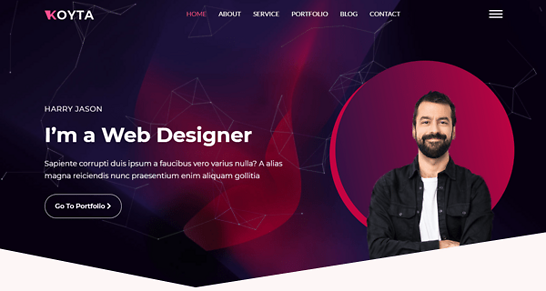 KOYTA
HOME ABOUT SERVICE PORTFOLIO BLOG CONTACT
HARRY JASON
I'm a Web Designer
Sapiente corrupti duis ipsum a faucibus vero varius nulla? A alias
magna reiciendis nunc praesentium enim aliquam gollitia
Go To Portfolio